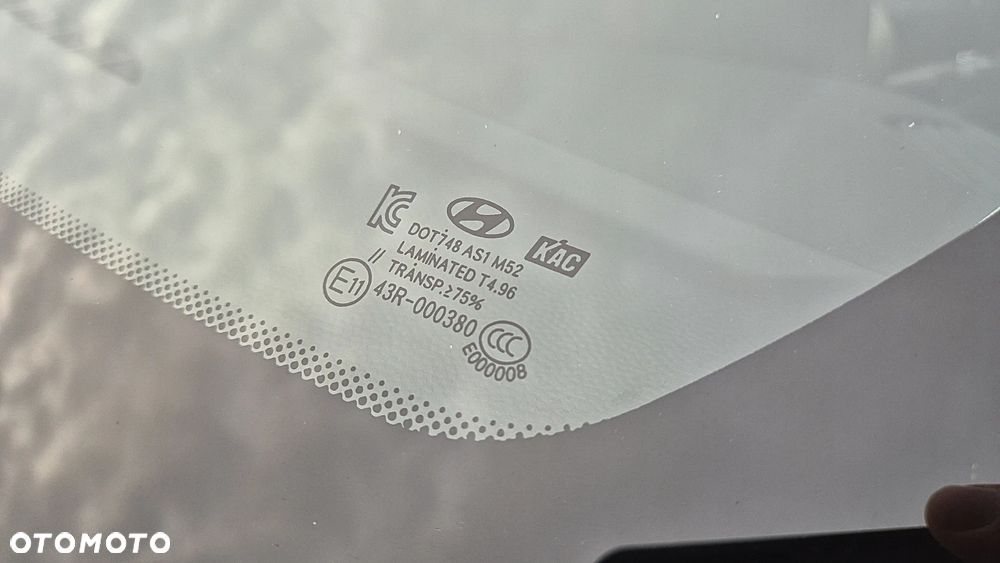 KC
KAC
DOT748 AS1 M52
LAMINATED T4.96
// TRANSP.≥75%
E11 43R-000380
CCC
E000008
OTOMOTO